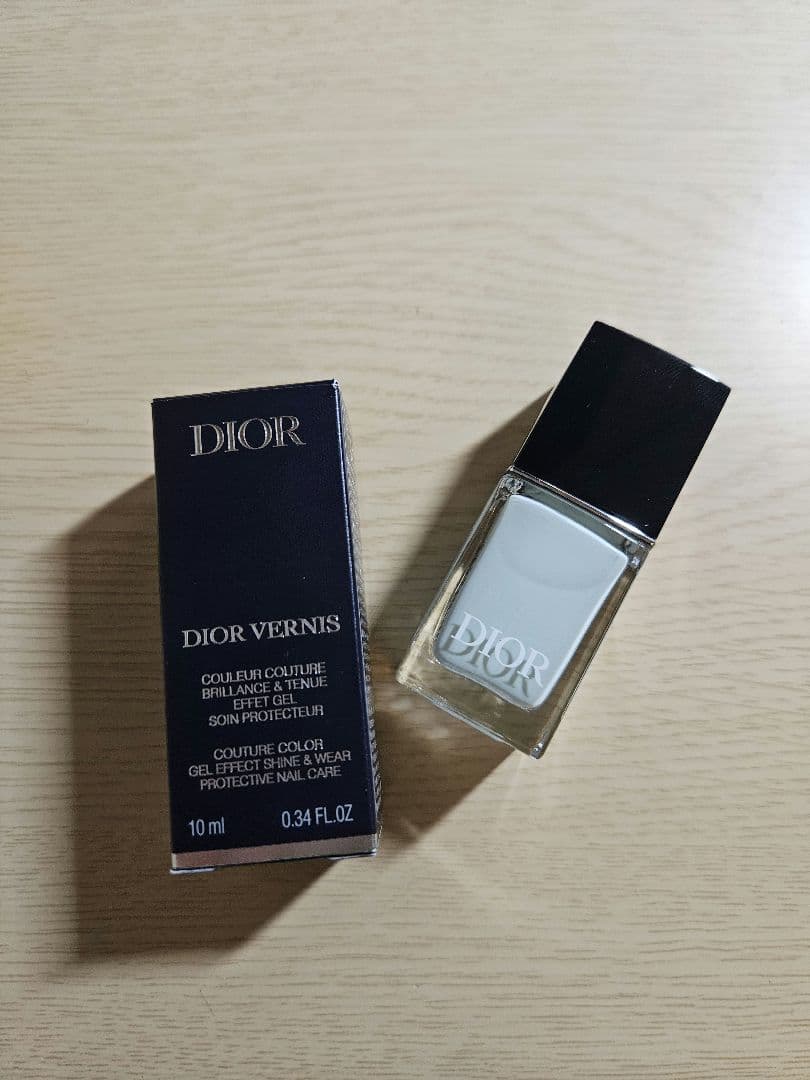 DIOR
DIOR VERNIS
COULEUR COUTURE
BRILLANCE & TENUE
EFFET GEL
SOIN PROTECTEUR
COUTURE COLOR
GEL EFFECT SHINE & WEAR
PROTECTIVE NAIL CARE
10 ml 0.34 FL.OZ
DIOR